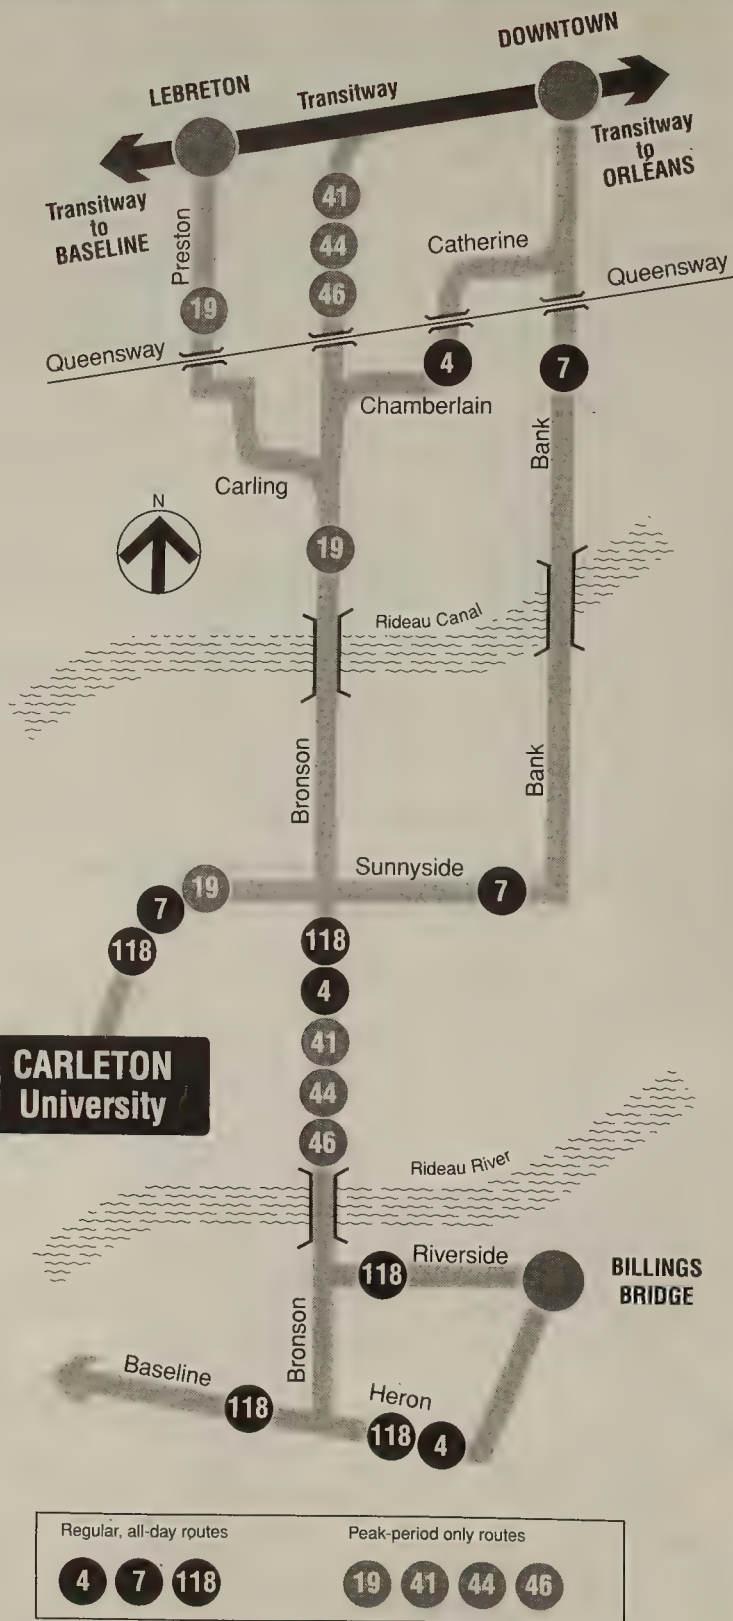 DOWNTOWN
LEBRETON
Transitway
Transitway
to
ORLÉANS
Transitway
to
BASELINE
Preston
41
44
46
Catherine
Queensway
19
Queensway
4
7
Chamberlain
Bank
Carling
N
19
Rideau Canal
Bronson
Bank
Sunnyside
19
7
7
118
118
4
41
44
46
CARLETON
University
Rideau River
Riverside
118
BILLINGS
BRIDGE
Bronson
Baseline
118
Heron
118
4
Regular, all-day routes
Peak-period only routes
4 7 118
19 41 44 46